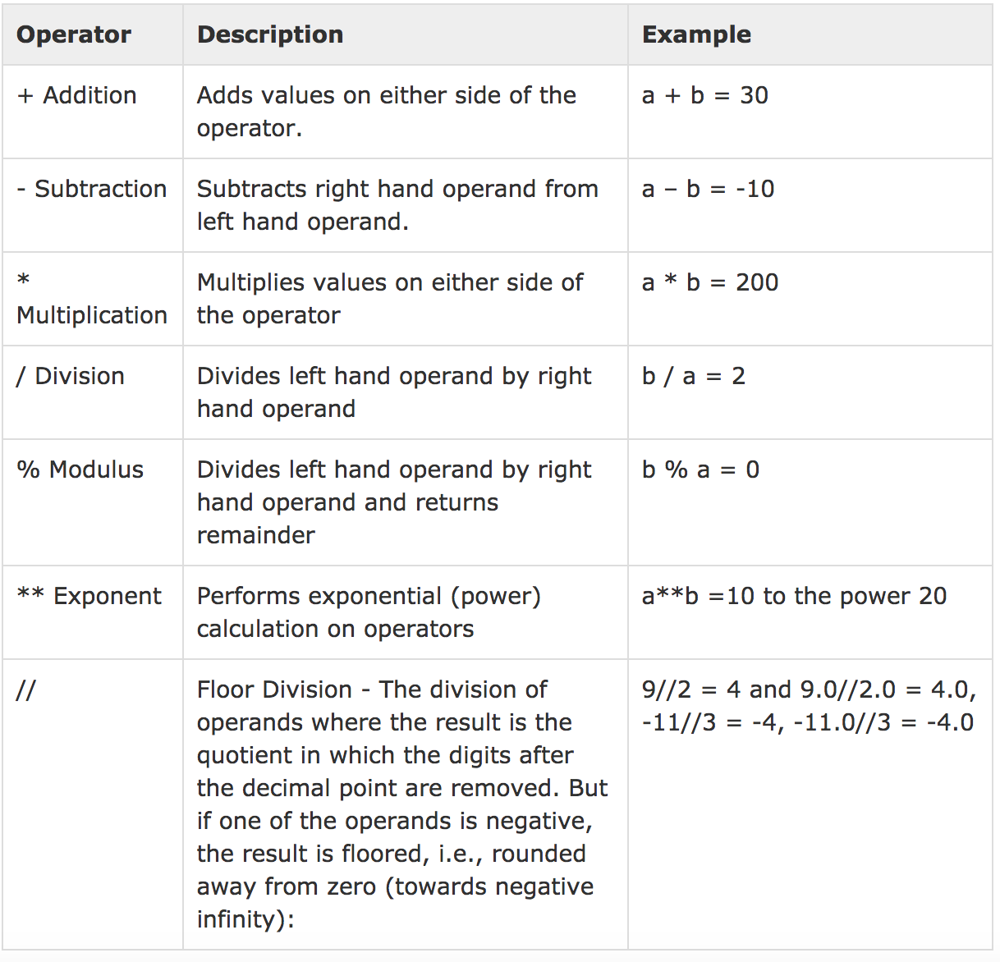 Operator Description Example
+ Addition Adds values on either side of the a + b = 30
operator.
- Subtraction Subtracts right hand operand from a – b = -10
left hand operand.
* Multiplies values on either side of a * b = 200
Multiplication the operator
/ Division Divides left hand operand by right b / a = 2
hand operand
% Modulus Divides left hand operand by right b % a = 0
hand operand and returns
remainder
** Exponent Performs exponential (power) a**b =10 to the power 20
calculation on operators
// Floor Division - The division of 9//2 = 4 and 9.0//2.0 = 4.0,
operands where the result is the -11//3 = -4, -11.0//3 = -4.0
quotient in which the digits after
the decimal point are removed. But
if one of the operands is negative,
the result is floored, i.e., rounded
away from zero (towards negative
infinity):